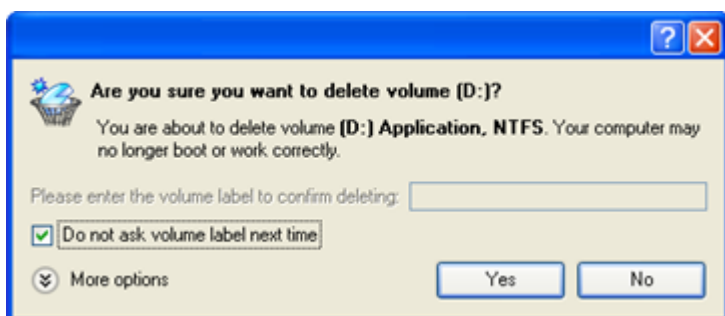 Are you sure you want to delete volume (D:)?
You are about to delete volume (D:) Application, NTFS. Your computer may
no longer boot or work correctly.
Please enter the volume label to confirm deleting:
Do not ask volume label next time
More options
Yes
No